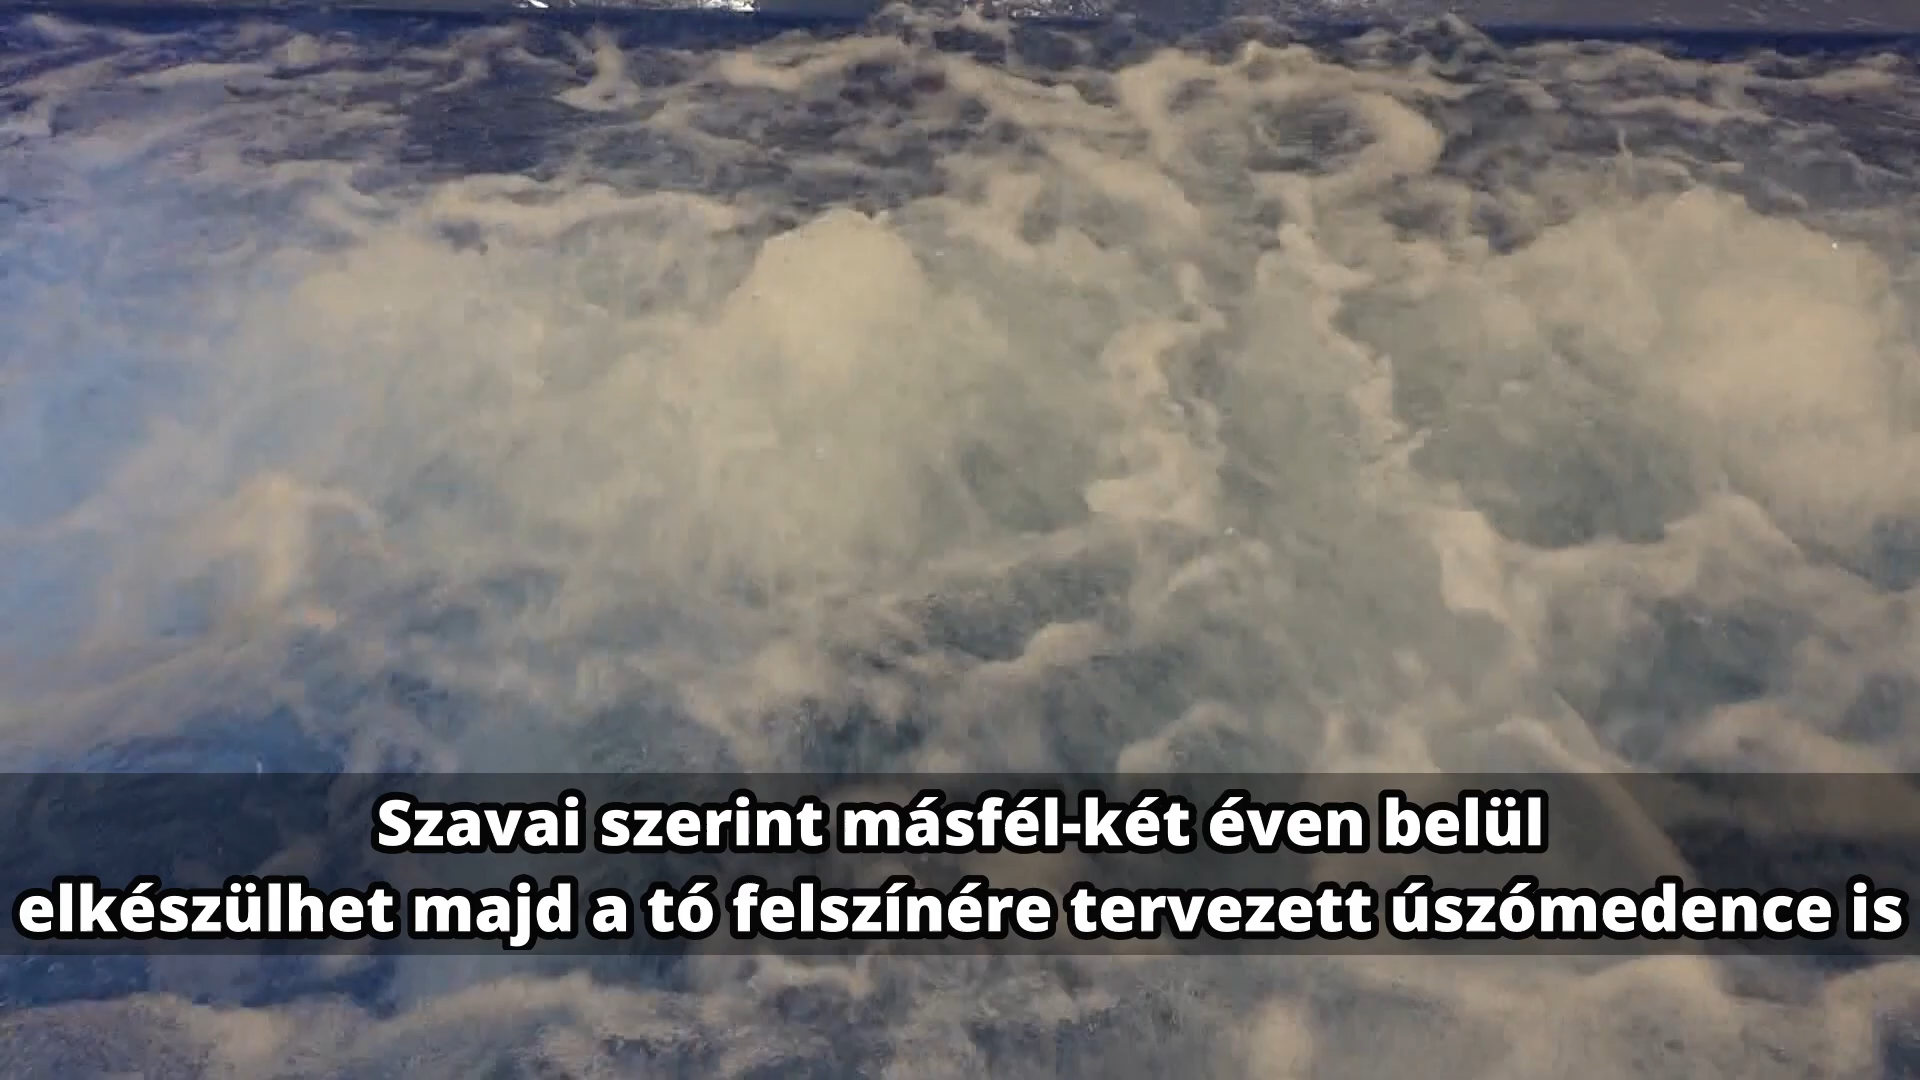 Szavai szerint másfél-két éven belül
elkészülhet majd a tó felszínére tervezett úszómedence is